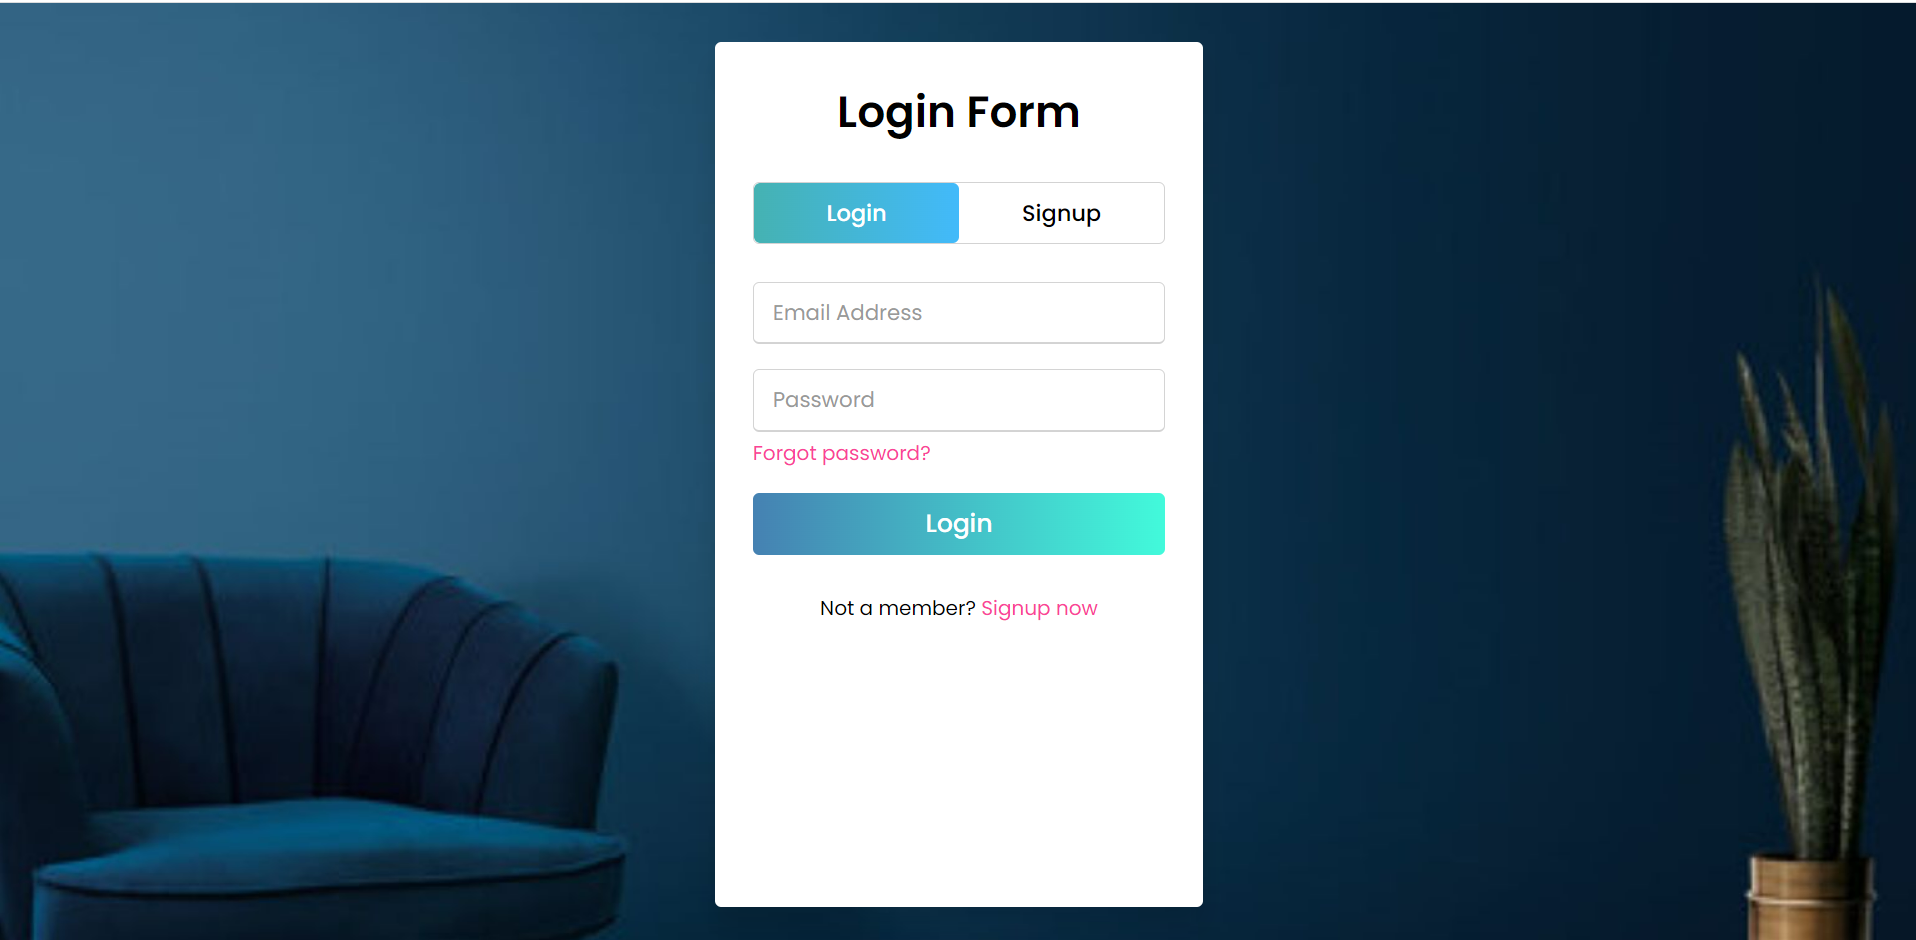 Login Form
Login Signup
Email Address
Password
Forgot password?
Login
Not a member? Signup now